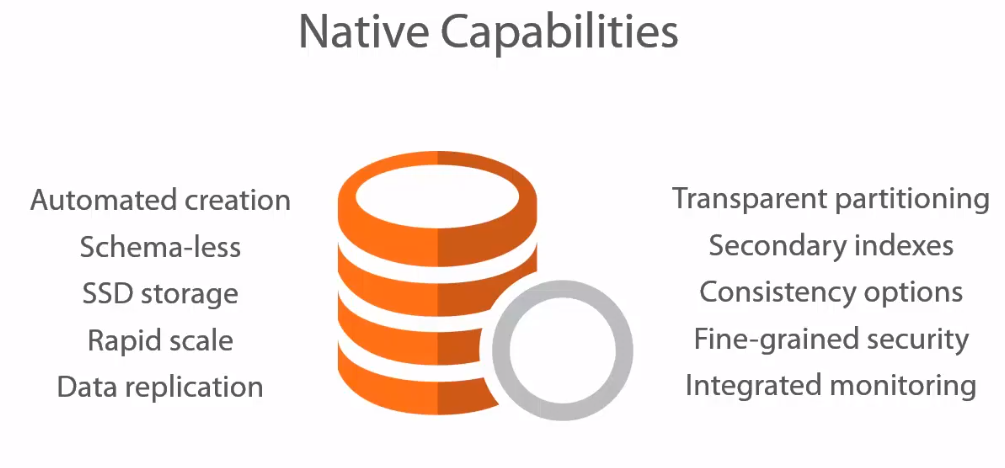 Native Capabilities
Automated creation
Schema-less
SSD storage
Rapid scale
Data replication
Transparent partitioning
Secondary indexes
Consistency options
Fine-grained security
Integrated monitoring